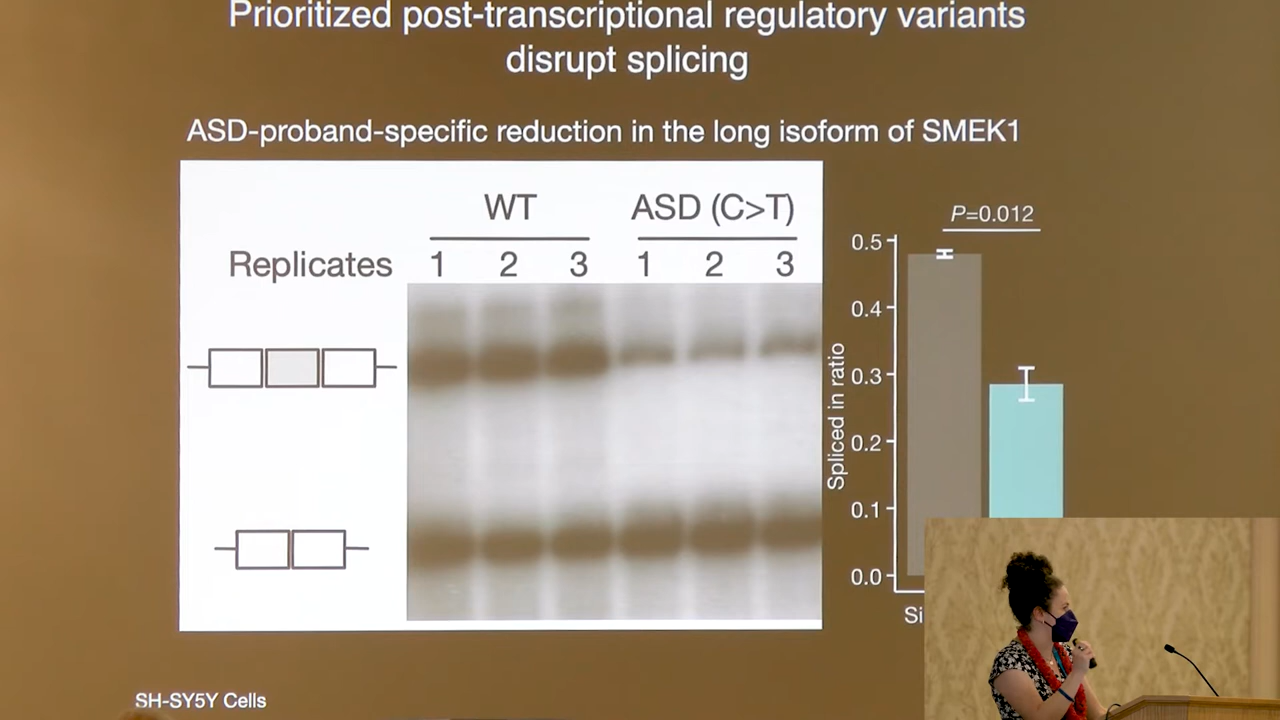 Prioritized post-transcriptional regulatory variants
disrupt splicing
ASD-proband-specific reduction in the long isoform of SMEK1
WT ASD (C>T)
Replicates 1 2 3 1 2 3
P=0.012
Spliced in ratio
0.5
0.4
0.3
0.2
0.1
0.0
Si
SH-SY5Y Cells